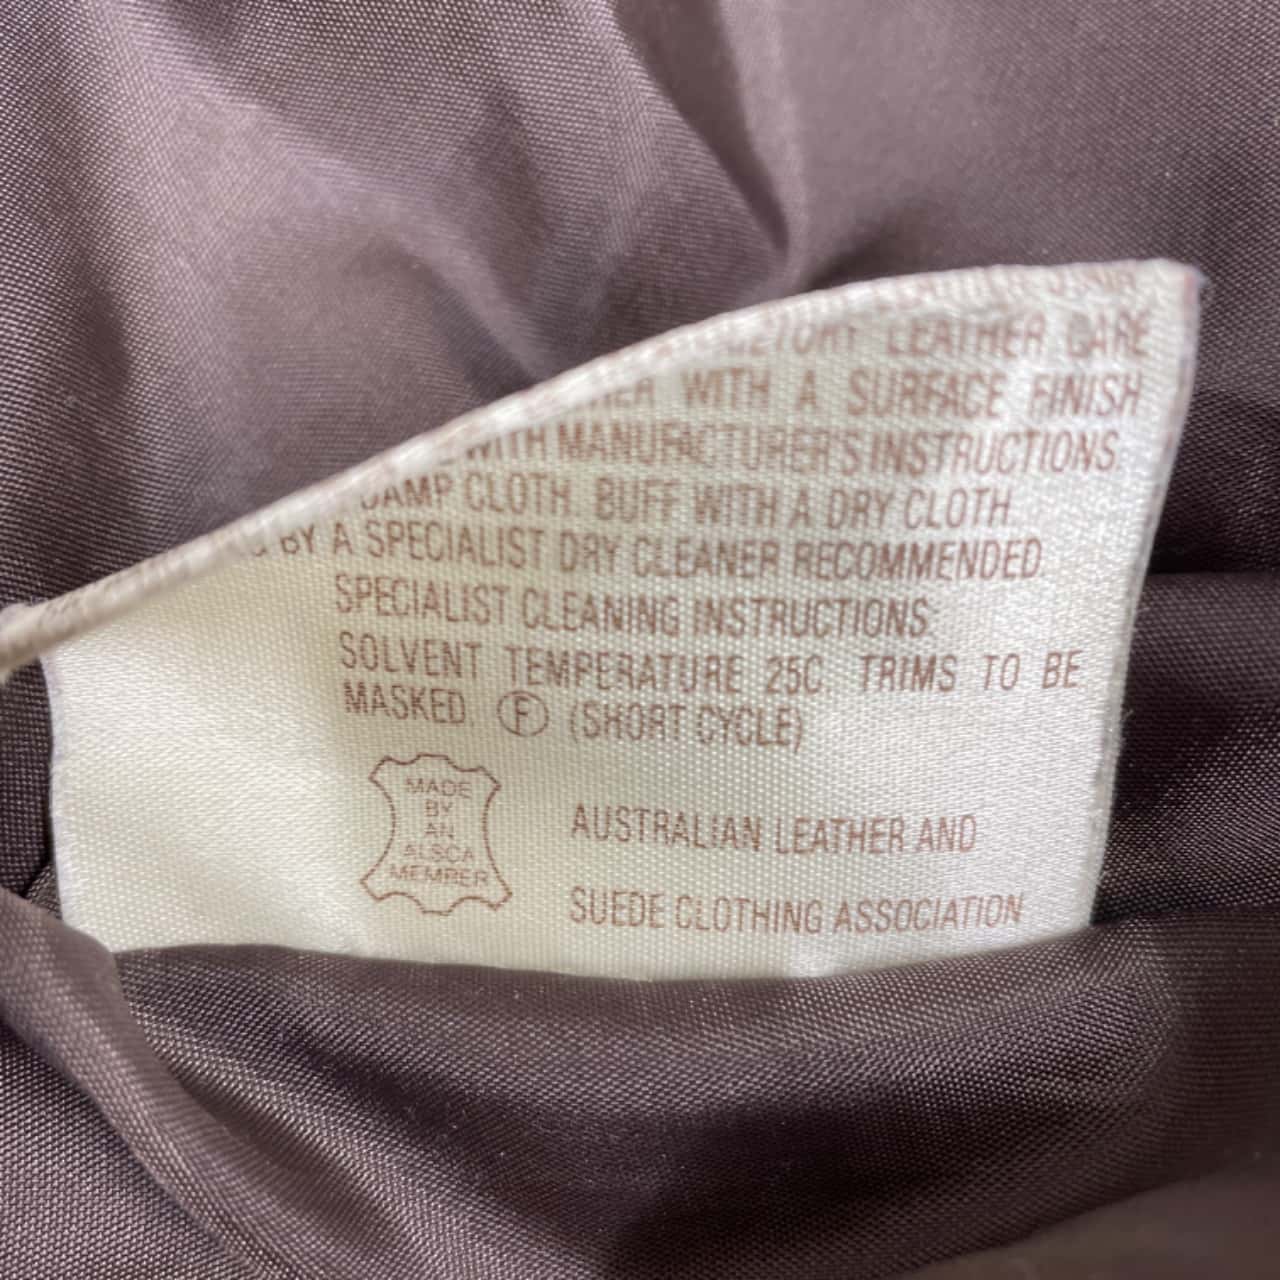 LEATHER CARE
WITH A SURFACE FINISH
WITH MANUFACTURER'S INSTRUCTIONS.
DAMP CLOTH. BUFF WITH A DRY CLOTH.
BY A SPECIALIST DRY CLEANER RECOMMENDED.
SPECIALIST CLEANING INSTRUCTIONS.
SOLVENT TEMPERATURE 25C. TRIMS TO BE
MASKED. F (SHORT CYCLE)
MADE
BY
AN
ALSCA
MEMBER
AUSTRALIAN LEATHER AND
SUEDE CLOTHING ASSOCIATION